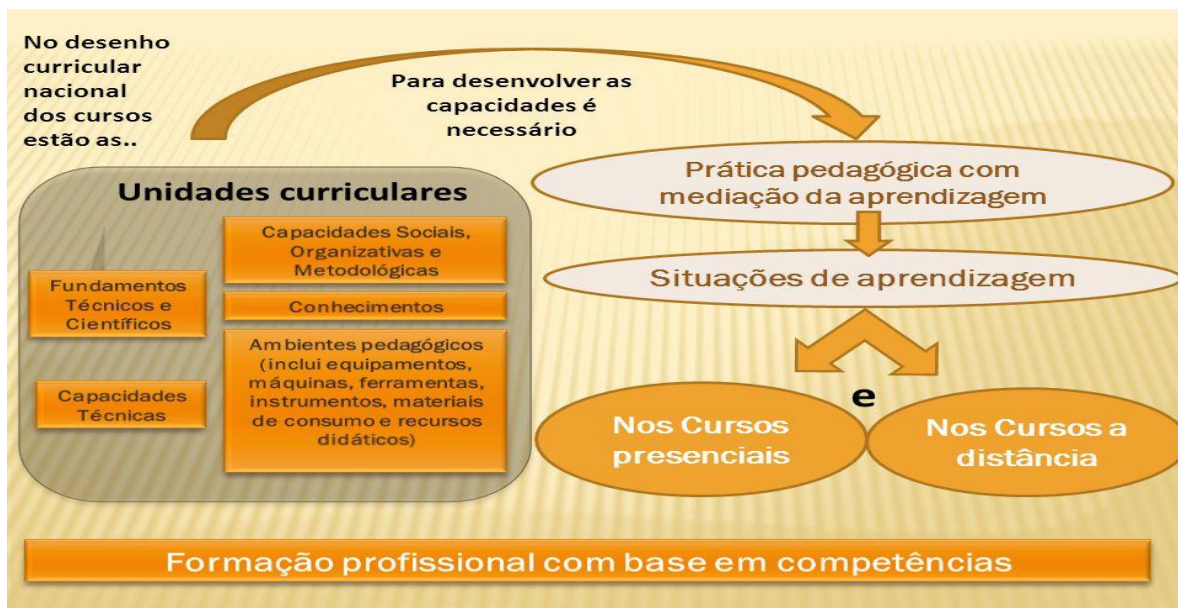 No desenho
curricular
nacional
dos cursos
estão as..
Para desenvolver as
capacidades é
necessário
Unidades curriculares
Fundamentos
Técnicos e
Científicos
Capacidades
Técnicas
Capacidades Sociais,
Organizativas e
Metodológicas
Conhecimentos
Ambientes pedagógicos
(inclui equipamentos,
máquinas, ferramentas,
instrumentos, materiais
de consumo e recursos
didáticos)
Prática pedagógica com
mediação da aprendizagem
Situações de aprendizagem
e
Nos Cursos
presenciais
Nos Cursos a
distância
Formação profissional com base em competências